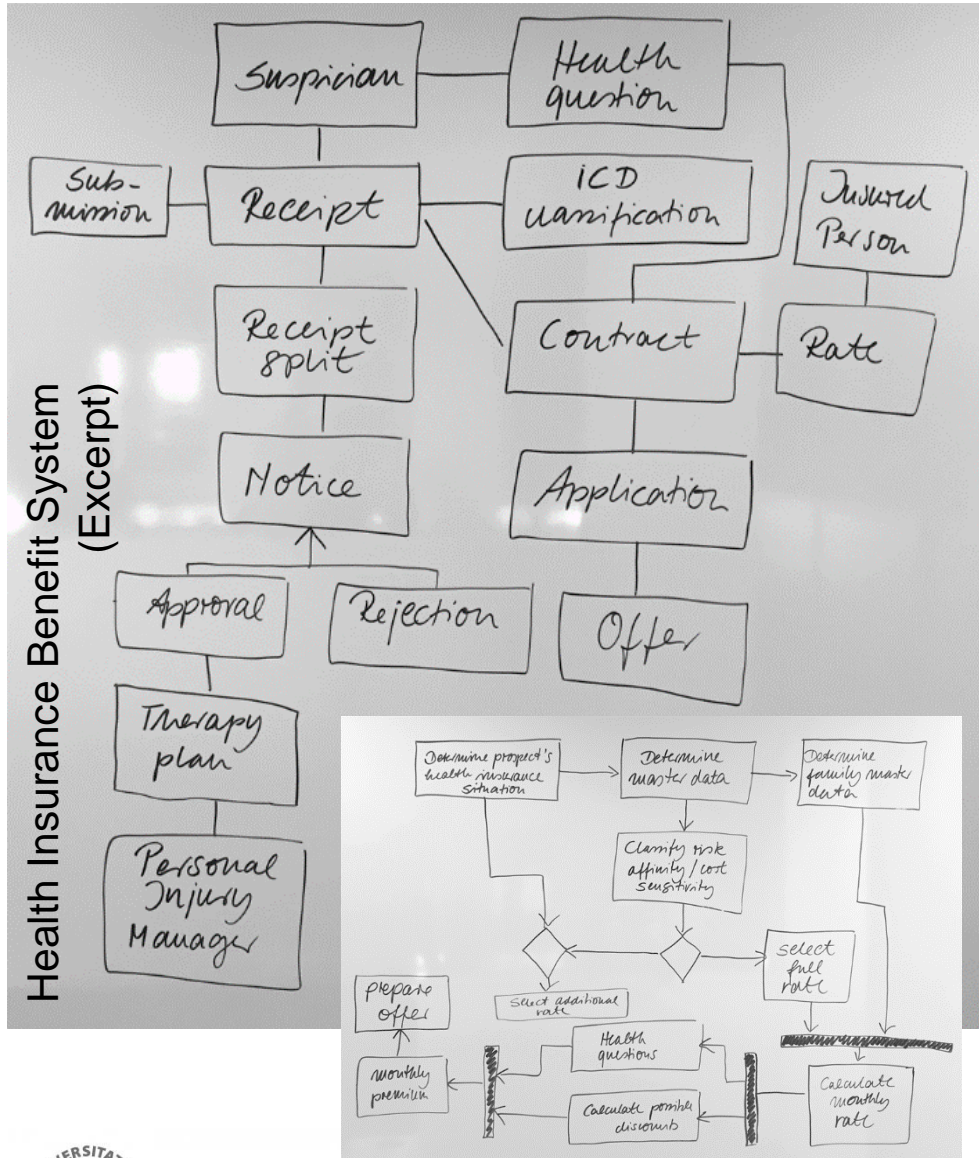 Health Insurance Benefit System
(Excerpt)
Suspician
Health
question
Sub-
mission
Receipt
ICD
classification
Insured
Person
Receipt
split
Contract
Rate
Notice
Application
Approval
Rejection
Offer
Therapy
plan
Personal
Injury
Manager
Determine prospect's
health insurance
situation
Determine
master data
Determine
family master
data
Classify risk
affinity / cost
sensitivity
select
full
rate
prepare
offer
Select additional
rate
Health
questions
monthly
premium
Calculate possible
discounts
Calculate
monthly
rate